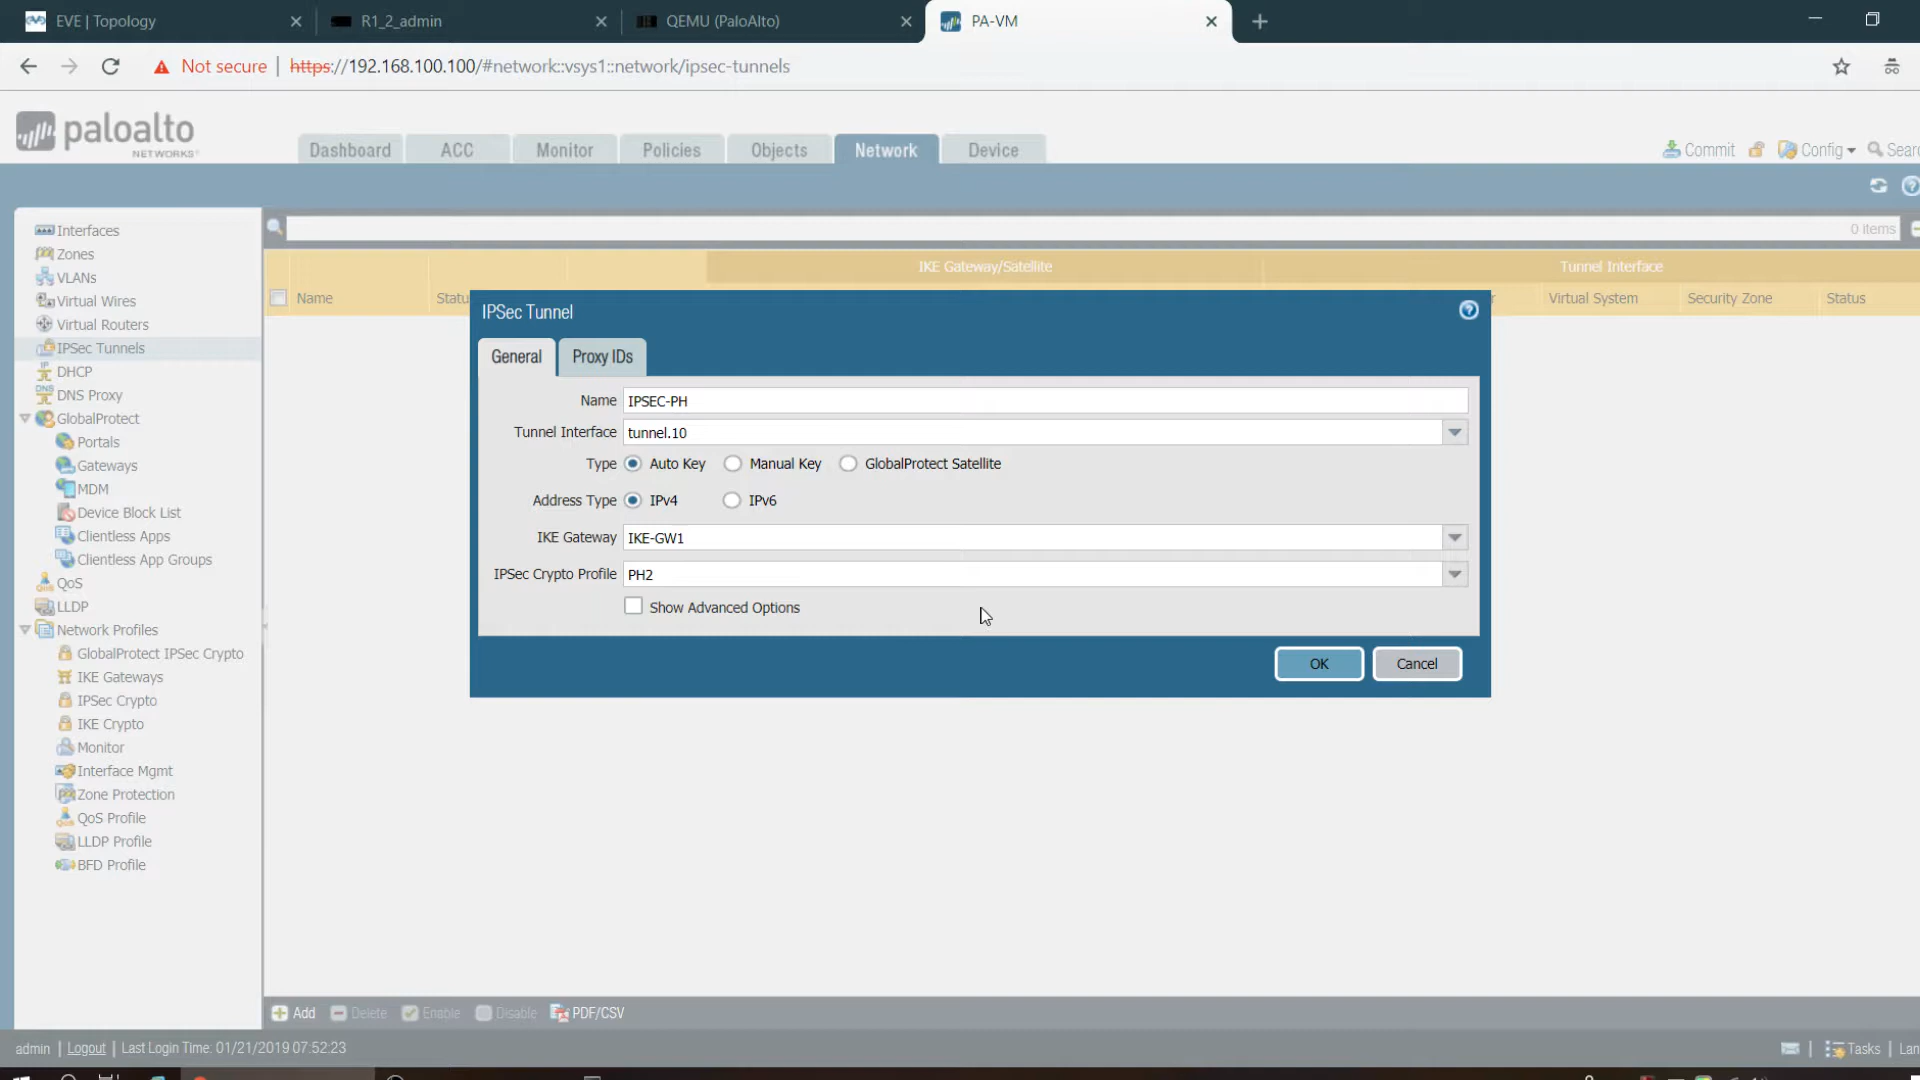 EVE | Topology
R1_2_admin
QEMU (PaloAlto)
PA-VM
Not secure
https://192.168.100.100/#network::vsys1::network/ipsec-tunnels
paloalto
NETWORKS
Dashboard
ACC
Monitor
Policies
Objects
Network
Device
Commit
Config
Sear
Interfaces
Zones
VLANs
Virtual Wires
Virtual Routers
IPSec Tunnels
DHCP
DNS Proxy
GlobalProtect
Portals
Gateways
MDM
Device Block List
Clientless Apps
Clientless App Groups
QoS
LLDP
Network Profiles
GlobalProtect IPSec Crypto
IKE Gateways
IPSec Crypto
IKE Crypto
Monitor
Interface Mgmt
Zone Protection
QoS Profile
LLDP Profile
BFD Profile
0 items
IKE Gateway/Satellite
Tunnel Interface
Name
Statu
r
Virtual System
Security Zone
Status
IPSec Tunnel
General
Proxy IDs
Name IPSEC-PH
Tunnel Interface tunnel.10
Type Auto Key Manual Key GlobalProtect Satellite
Address Type IPv4 IPv6
IKE Gateway IKE-GW1
IPSec Crypto Profile PH2
Show Advanced Options
OK
Cancel
Add
Delete
Enable
Disable
PDF/CSV
admin | Logout | Last Login Time: 01/21/2019 07:52:23
Tasks | Lan